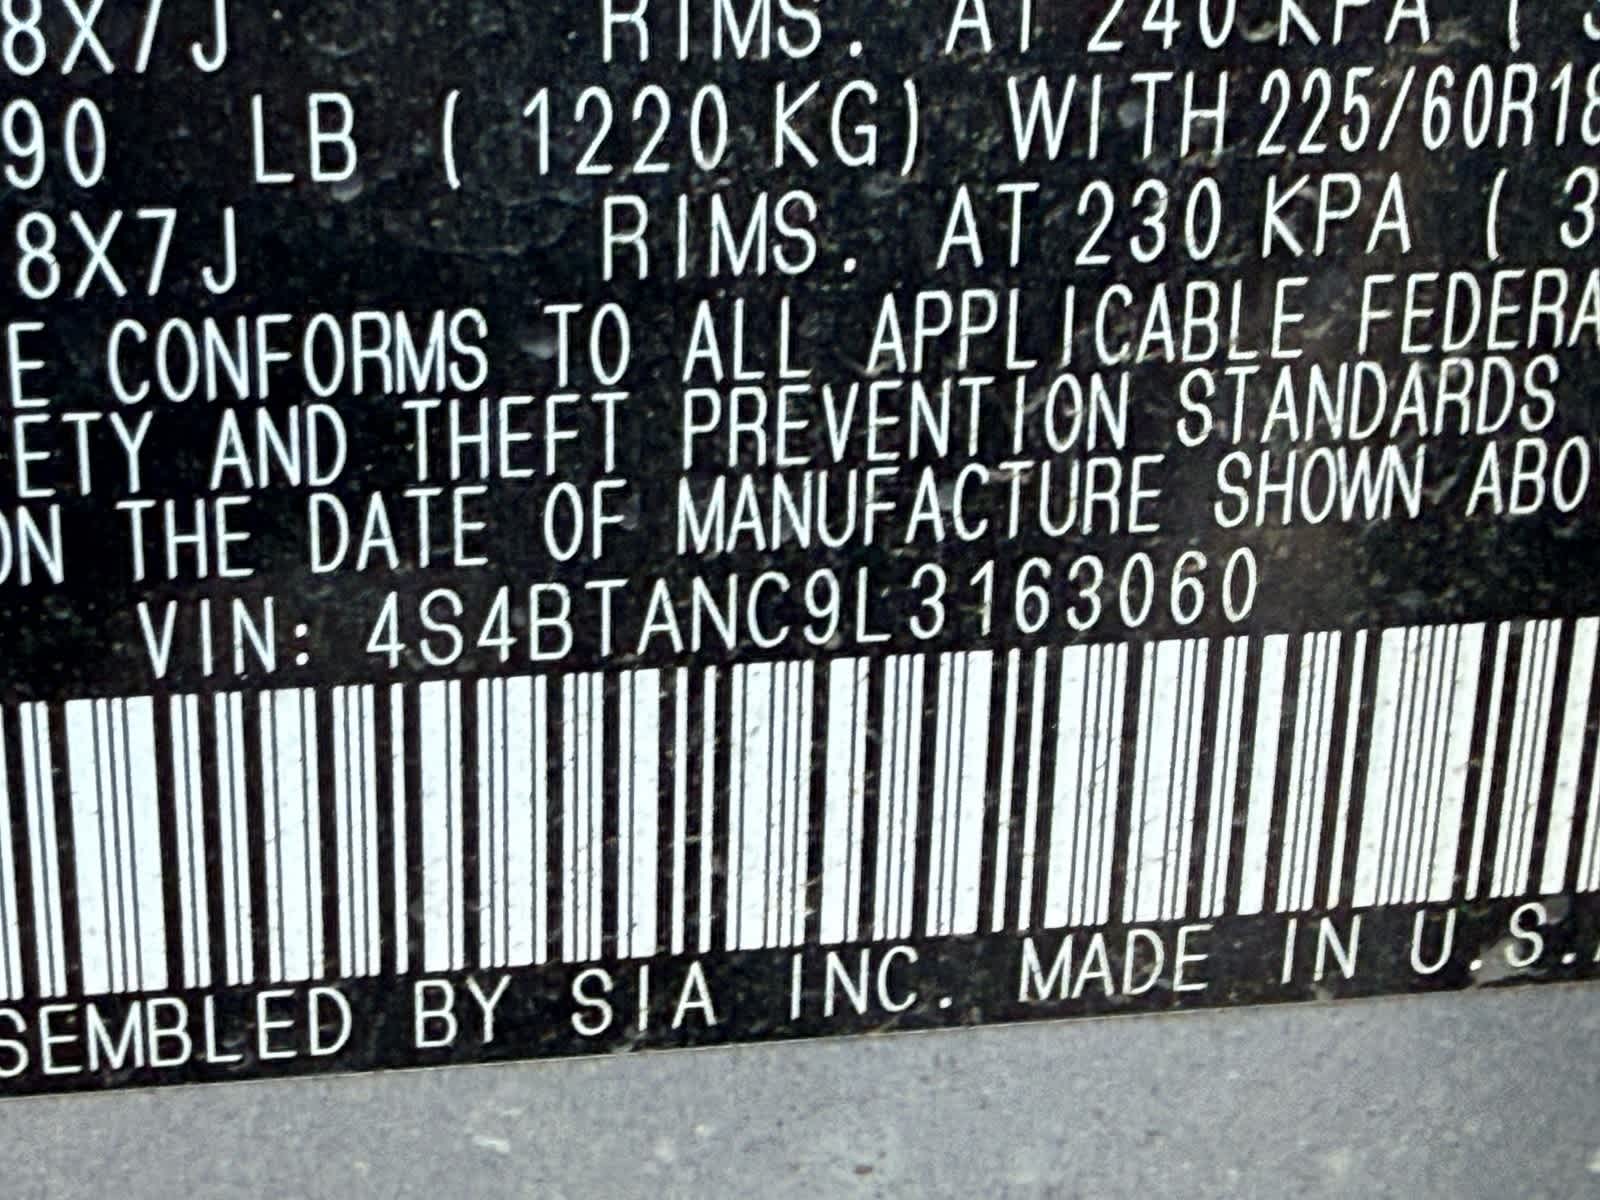 8X7J RIMS. AT 240 KPA (
90 LB ( 1220 KG) WITH 225/60R18
8X7J RIMS. AT 230 KPA ( 3
E CONFORMS TO ALL APPLICABLE FEDERA
ETY AND THEFT PREVENTION STANDARDS
ON THE DATE OF MANUFACTURE SHOWN ABO
VIN: 4S4BTANC9L3163060
SEMBLED BY SIA INC. MADE IN U.S.A